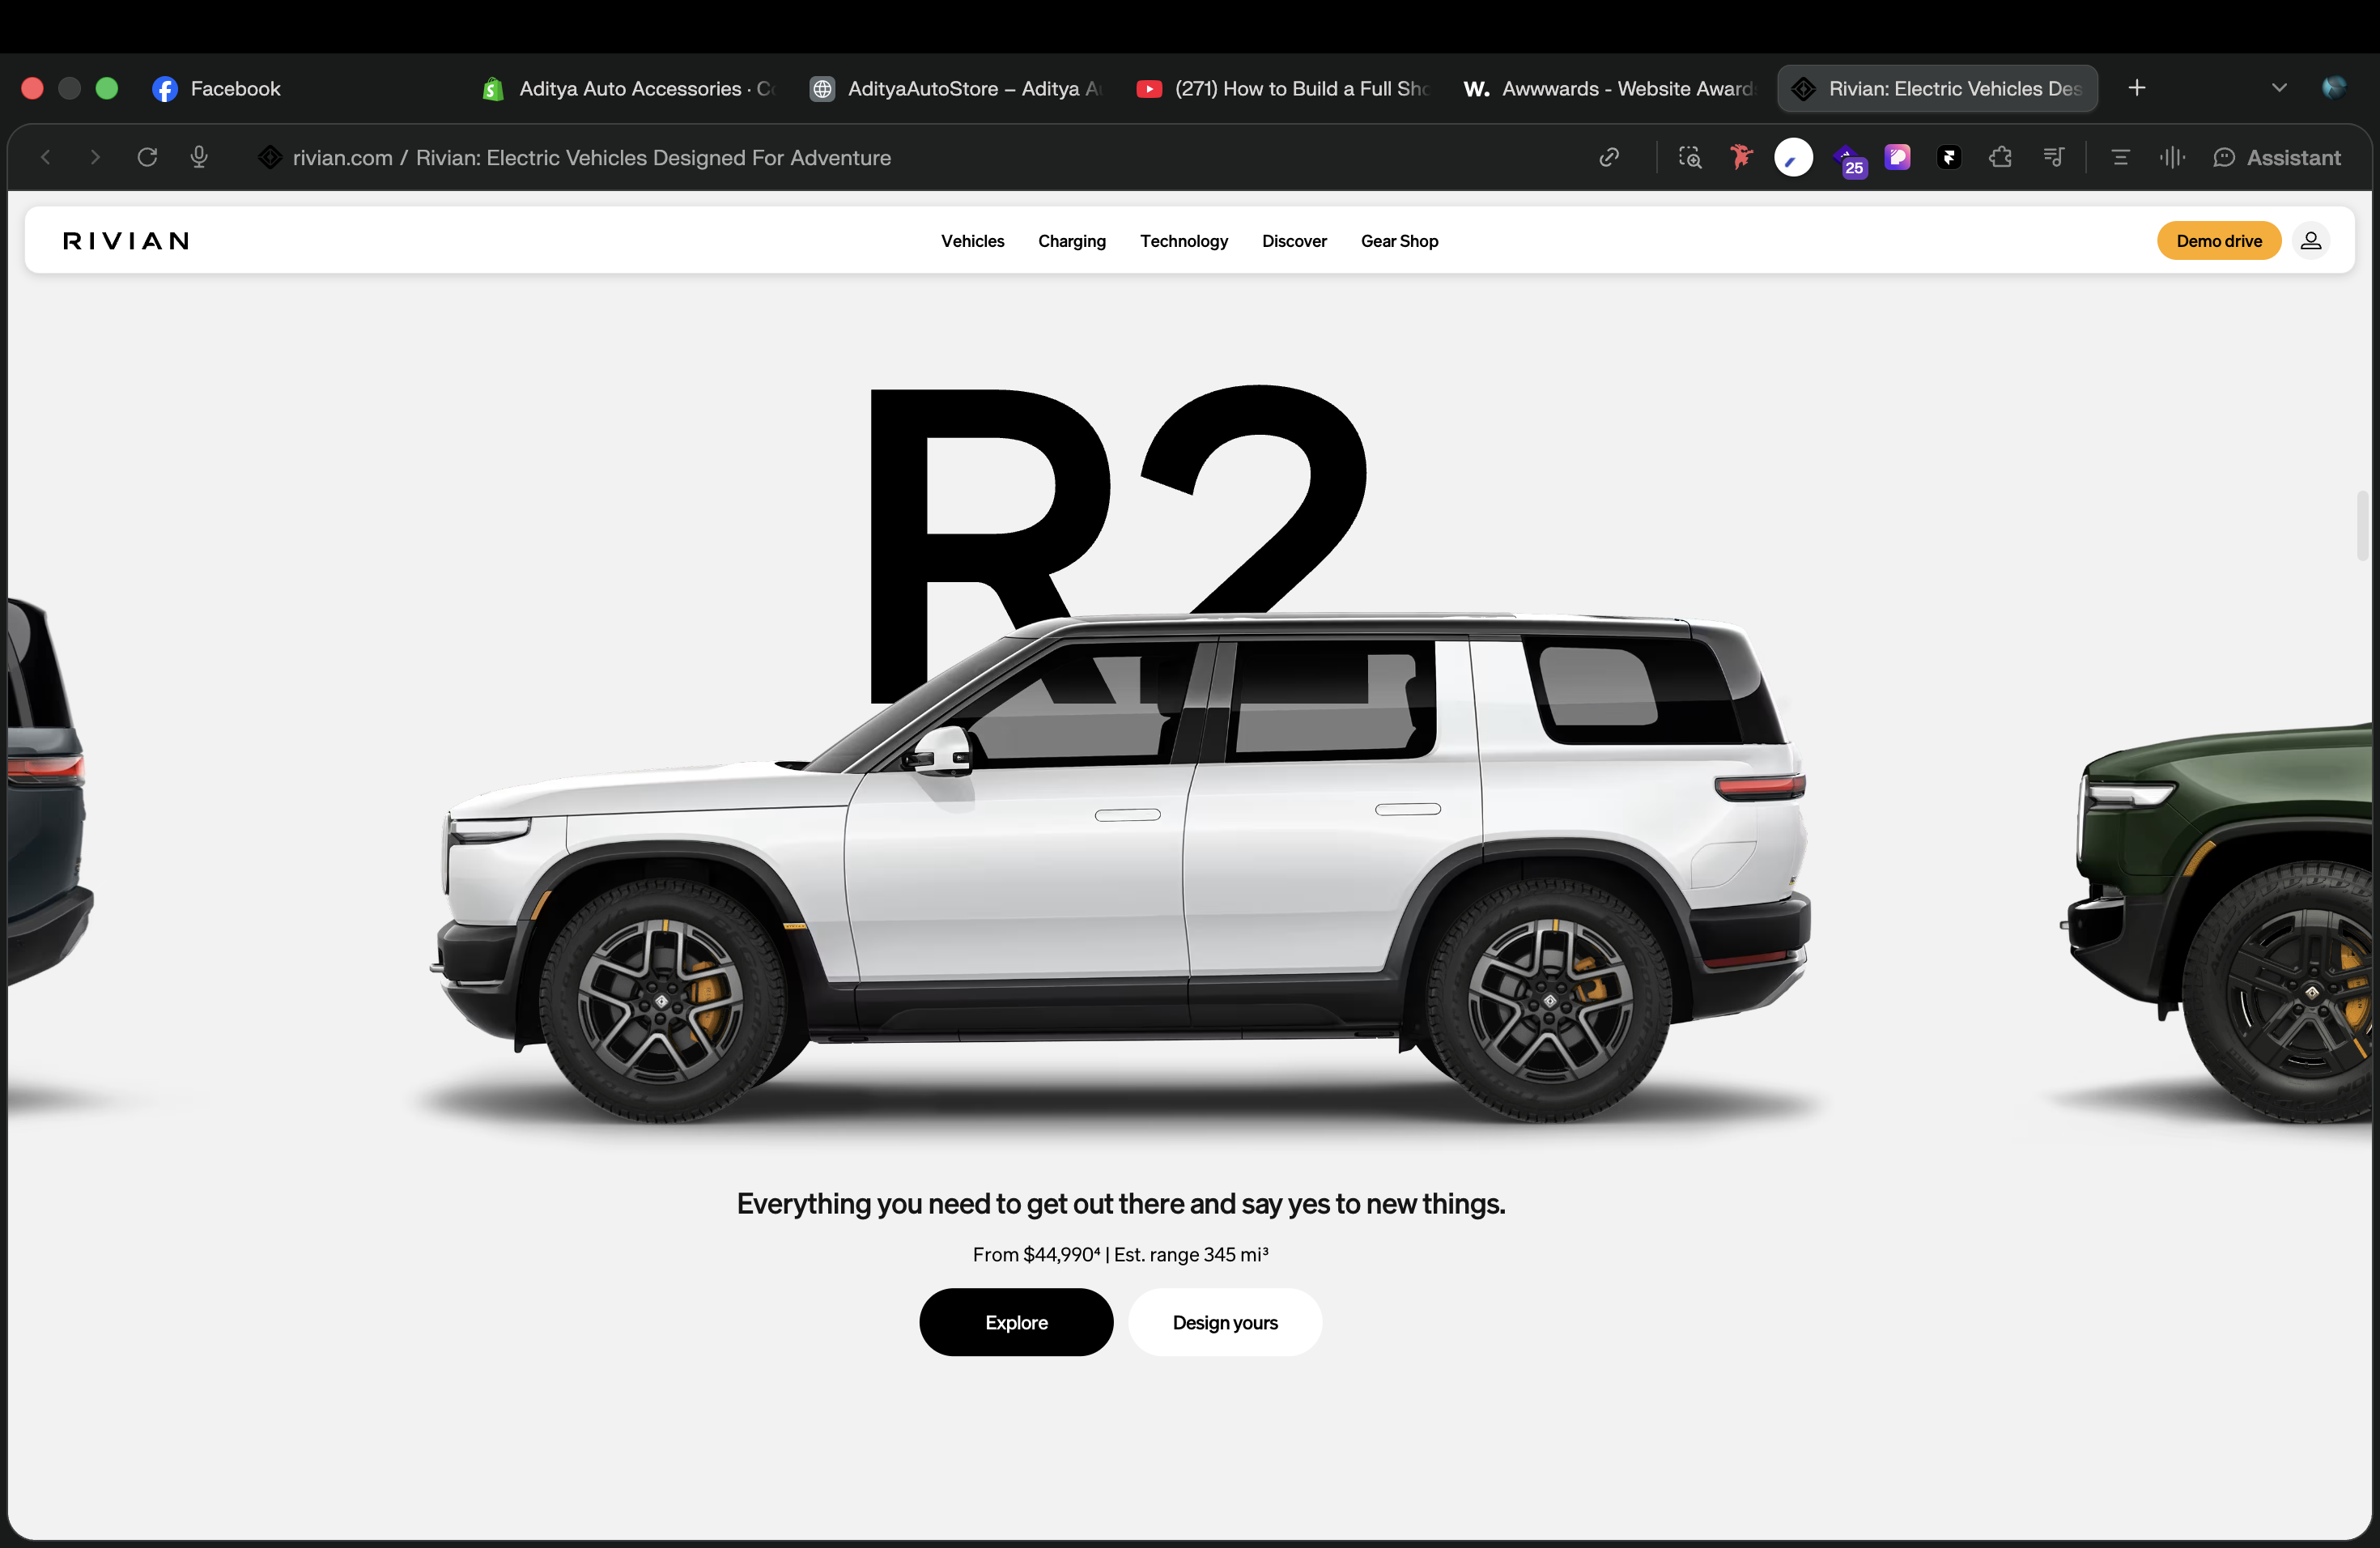 Facebook
Aditya Auto Accessories · Co
AdityaAutoStore – Aditya Au
(271) How to Build a Full Sho
W. Awwwards - Website Award
Rivian: Electric Vehicles Des
rivian.com / Rivian: Electric Vehicles Designed For Adventure
25
Assistant
RIVIAN
Vehicles
Charging
Technology
Discover
Gear Shop
Demo drive
R2
Everything you need to get out there and say yes to new things.
From $44,990⁴ | Est. range 345 mi³
Explore
Design yours